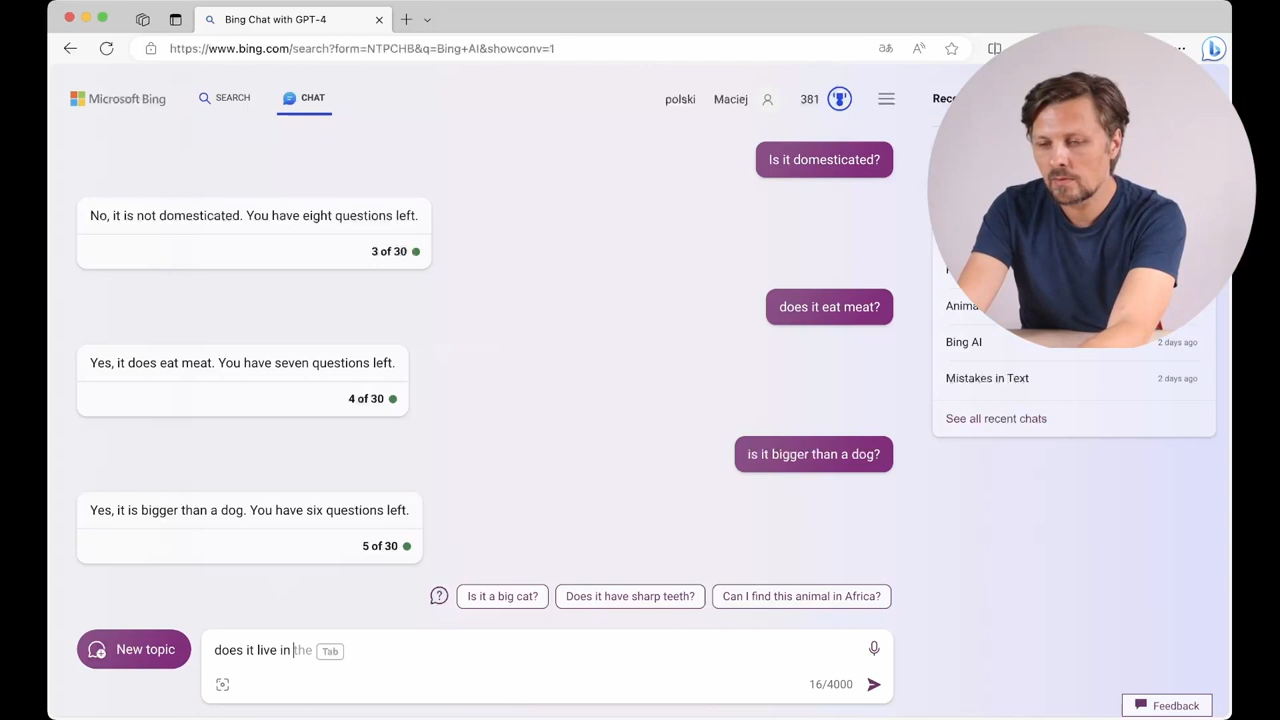 Bing Chat with GPT-4
https://www.bing.com/search?form=NTPCHB&q=Bing+AI&showconv=1
Microsoft Bing
SEARCH
CHAT
polski
Maciej
381
Is it domesticated?
No, it is not domesticated. You have eight questions left.
3 of 30
does it eat meat?
Yes, it does eat meat. You have seven questions left.
4 of 30
is it bigger than a dog?
Yes, it is bigger than a dog. You have six questions left.
5 of 30
Is it a big cat?
Does it have sharp teeth?
Can I find this animal in Africa?
New topic
does it live in the Tab
16/4000
Bing AI
2 days ago
Mistakes in Text
2 days ago
See all recent chats
Feedback